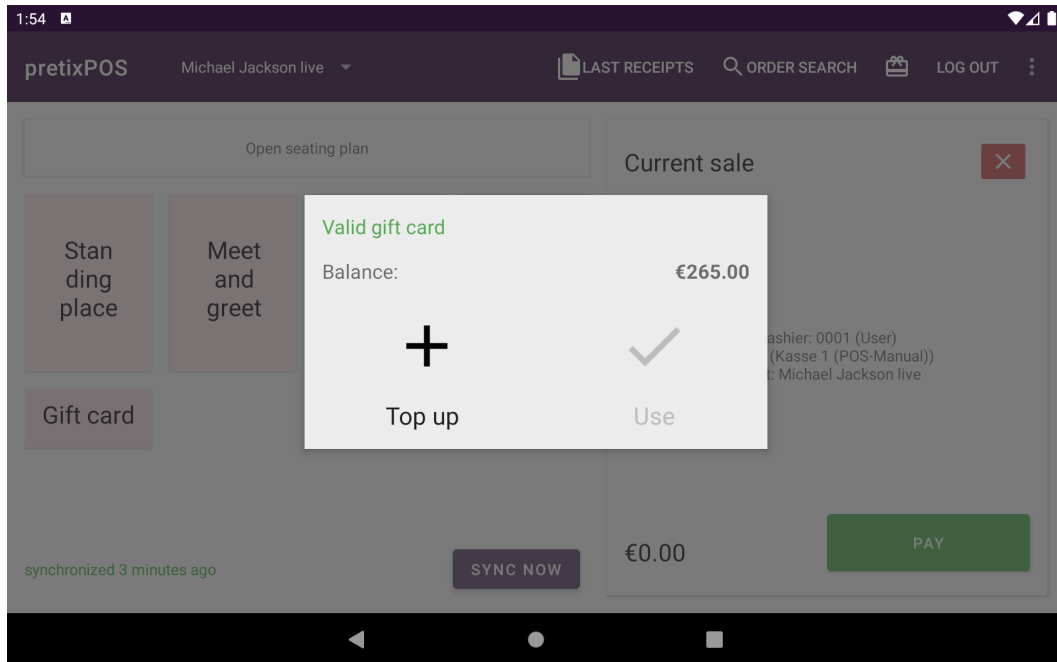 1:54
pretixPOS
Michael Jackson live
LAST RECEIPTS
ORDER SEARCH
LOG OUT
Open seating plan
Current sale
Stan
ding
place
Meet
and
greet
Valid gift card
Balance:
€265.00
Top up
Use
ashier: 0001 (User)
(Kasse 1 (POS-Manual))
: Michael Jackson live
Gift card
synchronized 3 minutes ago
SYNC NOW
€0.00
PAY